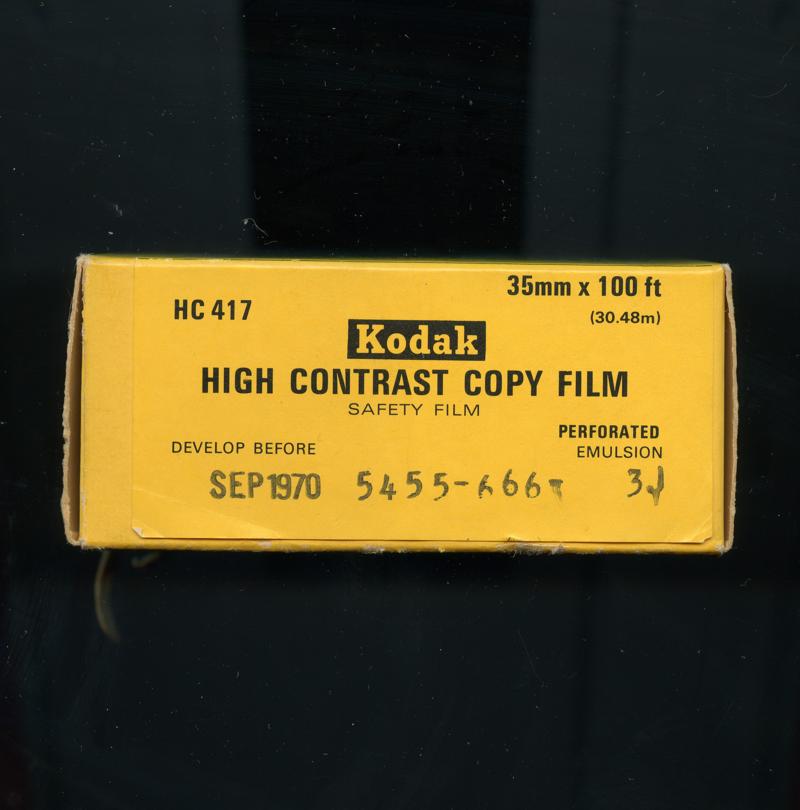 35mm x 100 ft
HC 417
(30.48m)
Kodak
HIGH CONTRAST COPY FILM
SAFETY FILM
PERFORATED
DEVELOP BEFORE
EMULSION
SEP 1970